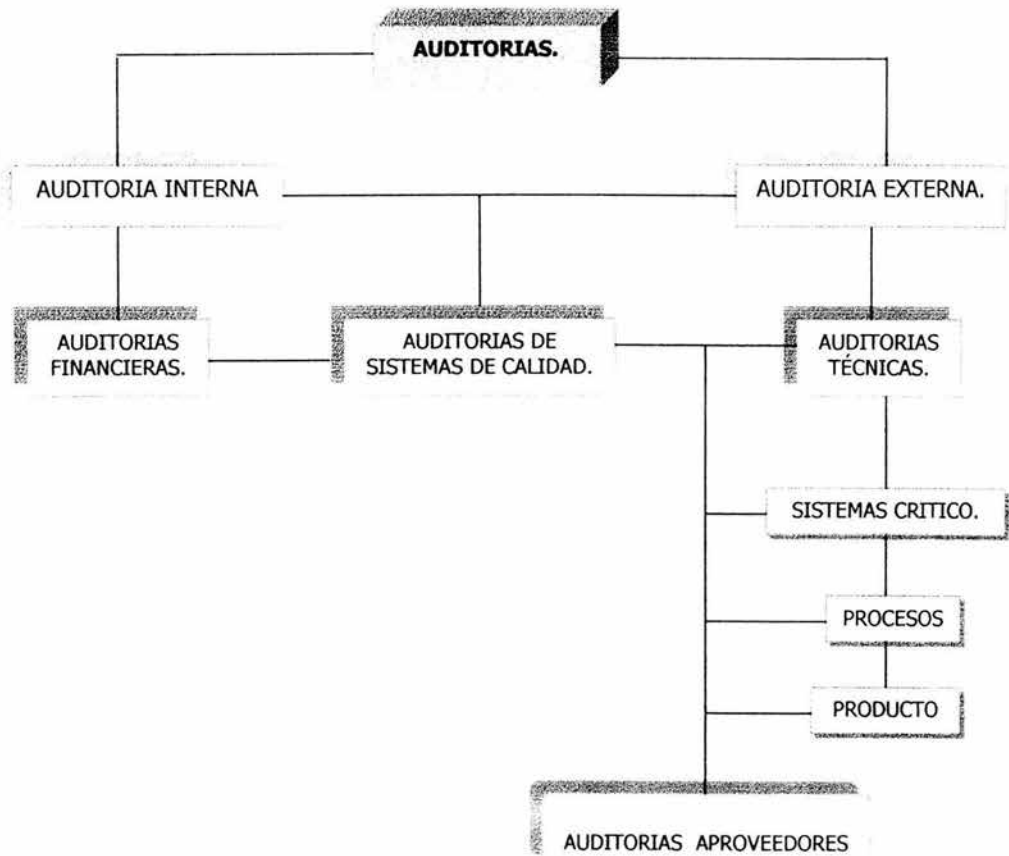 AUDITORIAS.
AUDITORIA INTERNA
AUDITORIA EXTERNA.
AUDITORIAS
FINANCIERAS.
AUDITORIAS DE
SISTEMAS DE CALIDAD.
AUDITORIAS
TÉCNICAS.
SISTEMAS CRITICO.
PROCESOS
PRODUCTO
AUDITORIAS APROVEEDORES